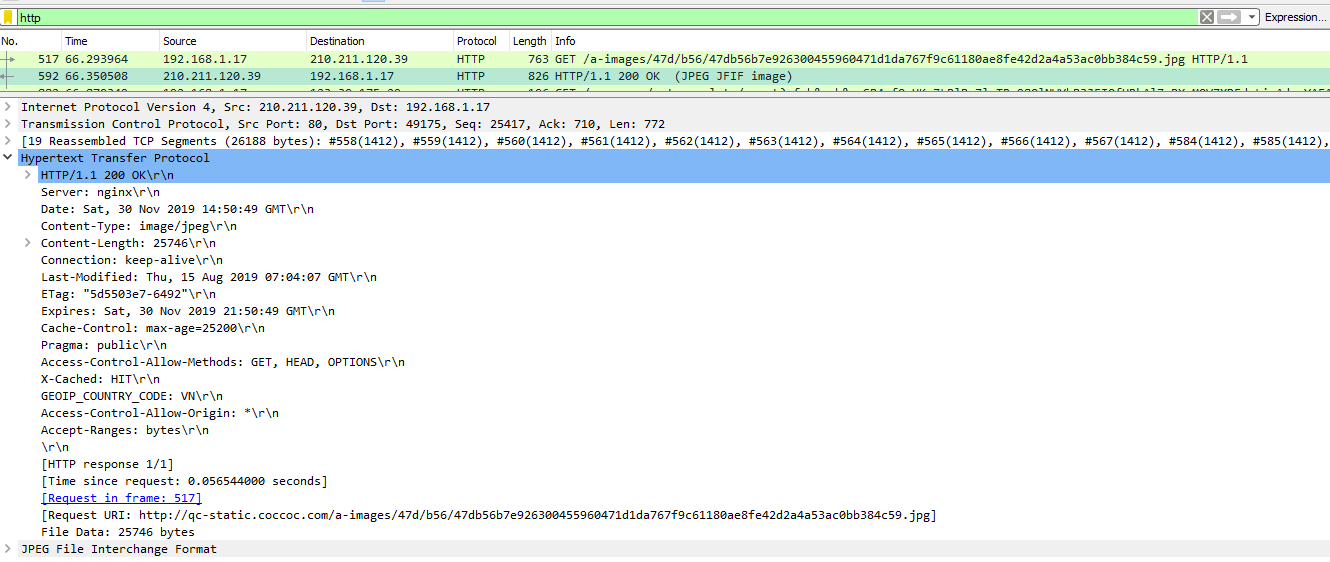 http
Expression...
No. Time Source Destination Protocol Length Info
517 66.293964 192.168.1.17 210.211.120.39 HTTP 763 GET /a-images/47d/b56/47db56b7e926300455960471d1da767f9c61180ae8fe42d2a4a53ac0bb384c59.jpg HTTP/1.1
592 66.350508 210.211.120.39 192.168.1.17 HTTP 826 HTTP/1.1 200 OK (JPEG JFIF image)
Internet Protocol Version 4, Src: 210.211.120.39, Dst: 192.168.1.17
Transmission Control Protocol, Src Port: 80, Dst Port: 49175, Seq: 25417, Ack: 710, Len: 772
[19 Reassembled TCP Segments (26188 bytes): #558(1412), #559(1412), #560(1412), #561(1412), #562(1412), #563(1412), #564(1412), #565(1412), #566(1412), #567(1412), #584(1412), #585(1412),
Hypertext Transfer Protocol
HTTP/1.1 200 OK\r\n
Server: nginx\r\n
Date: Sat, 30 Nov 2019 14:50:49 GMT\r\n
Content-Type: image/jpeg\r\n
Content-Length: 25746\r\n
Connection: keep-alive\r\n
Last-Modified: Thu, 15 Aug 2019 07:04:07 GMT\r\n
ETag: "5d5503e7-6492"\r\n
Expires: Sat, 30 Nov 2019 21:50:49 GMT\r\n
Cache-Control: max-age=25200\r\n
Pragma: public\r\n
Access-Control-Allow-Methods: GET, HEAD, OPTIONS\r\n
X-Cached: HIT\r\n
GEOIP_COUNTRY_CODE: VN\r\n
Access-Control-Allow-Origin: *\r\n
Accept-Ranges: bytes\r\n
\r\n
[HTTP response 1/1]
[Time since request: 0.056544000 seconds]
[Request in frame: 517]
[Request URI: http://qc-static.coccoc.com/a-images/47d/b56/47db56b7e926300455960471d1da767f9c61180ae8fe42d2a4a53ac0bb384c59.jpg]
File Data: 25746 bytes
JPEG File Interchange Format